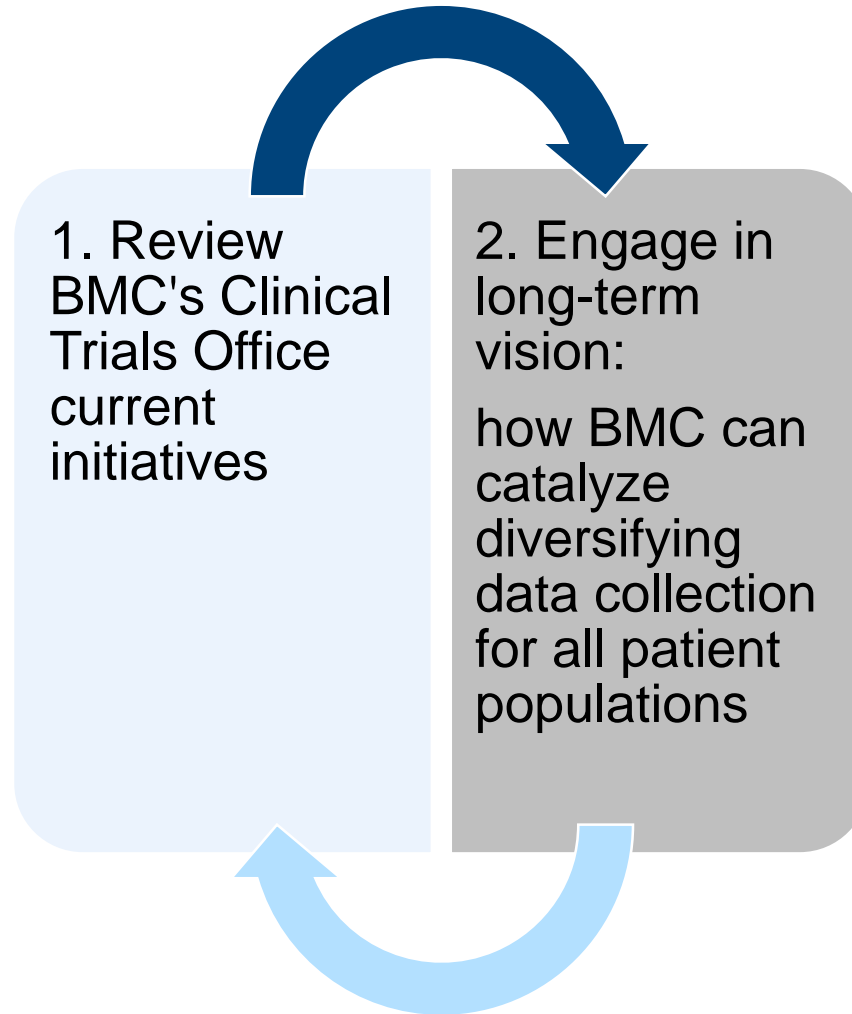 1. Review
BMC's Clinical
Trials Office
current
initiatives
2. Engage in
long-term
vision:
how BMC can
catalyze
diversifying
data collection
for all patient
populations